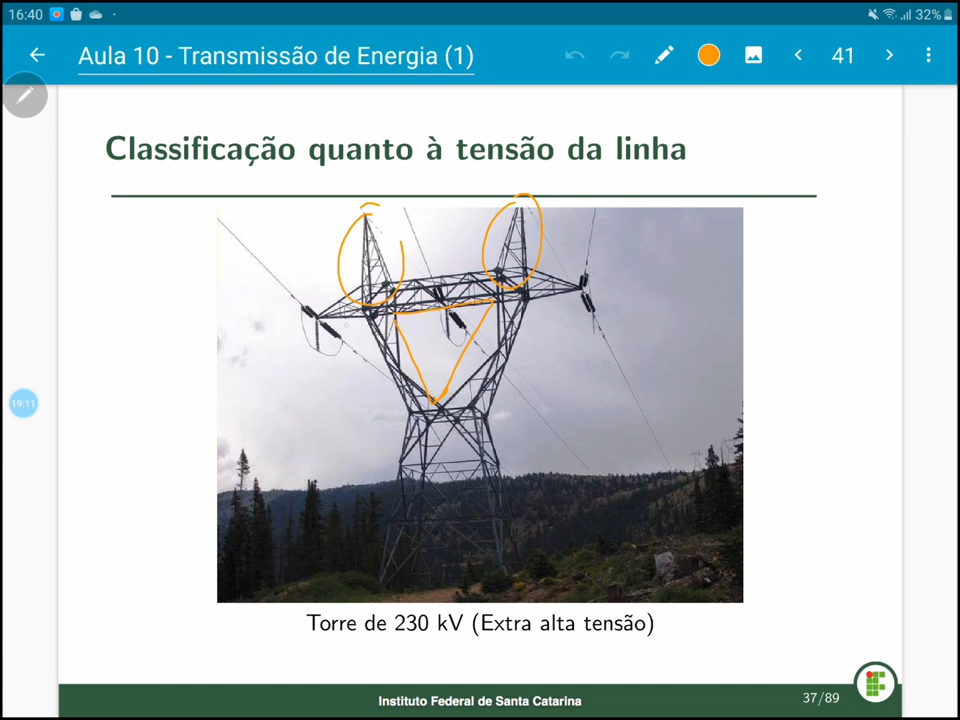 16:40
32%
Aula 10 - Transmissão de Energia (1)
41
Classificação quanto à tensão da linha
19:11
Torre de 230 kV (Extra alta tensão)
Instituto Federal de Santa Catarina
37/89